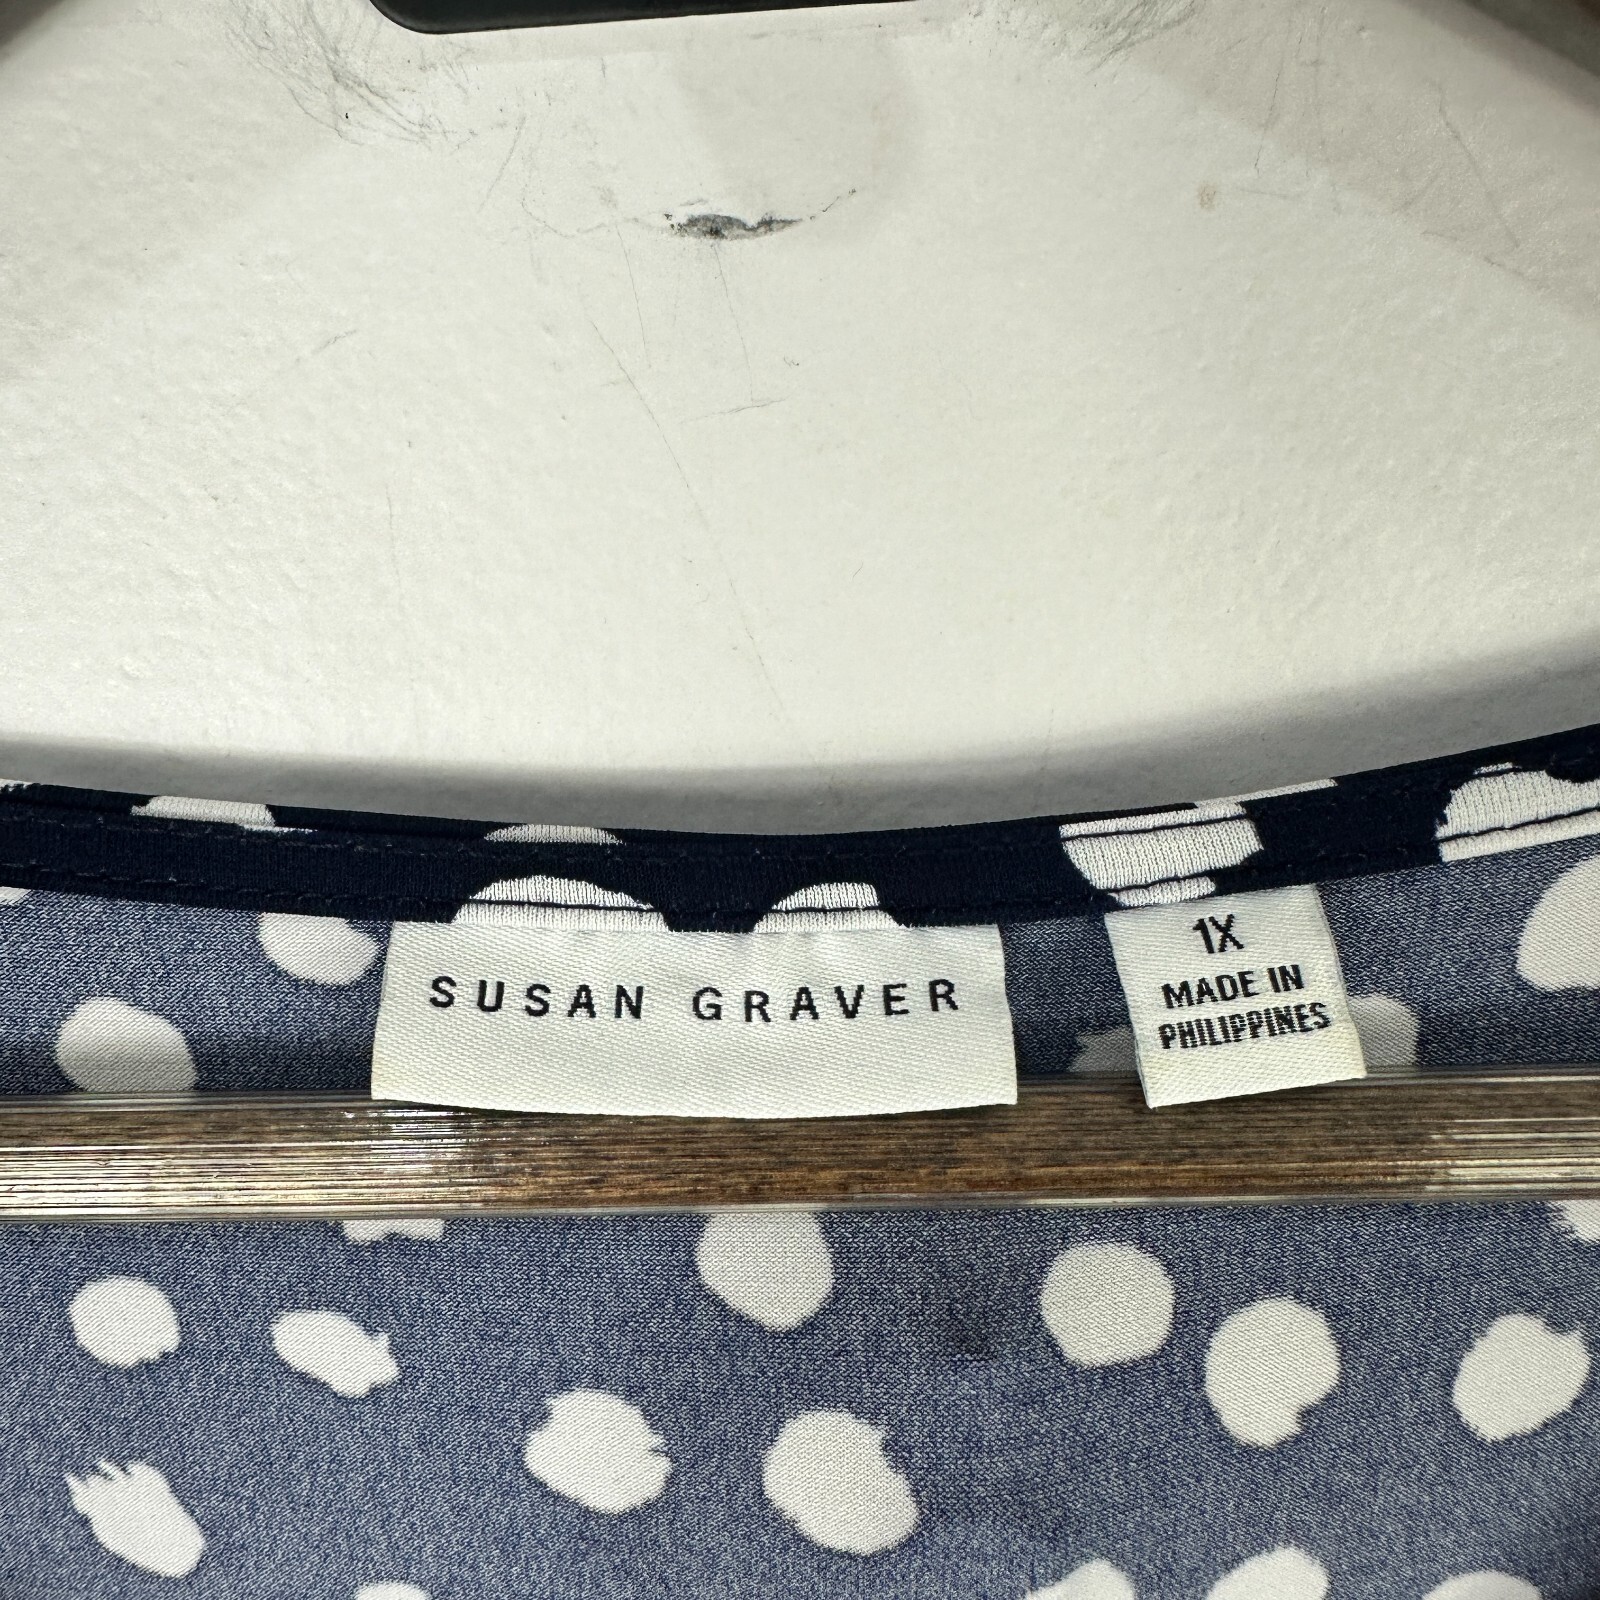 SUSAN GRAVER
1X
MADE IN
PHILIPPINES